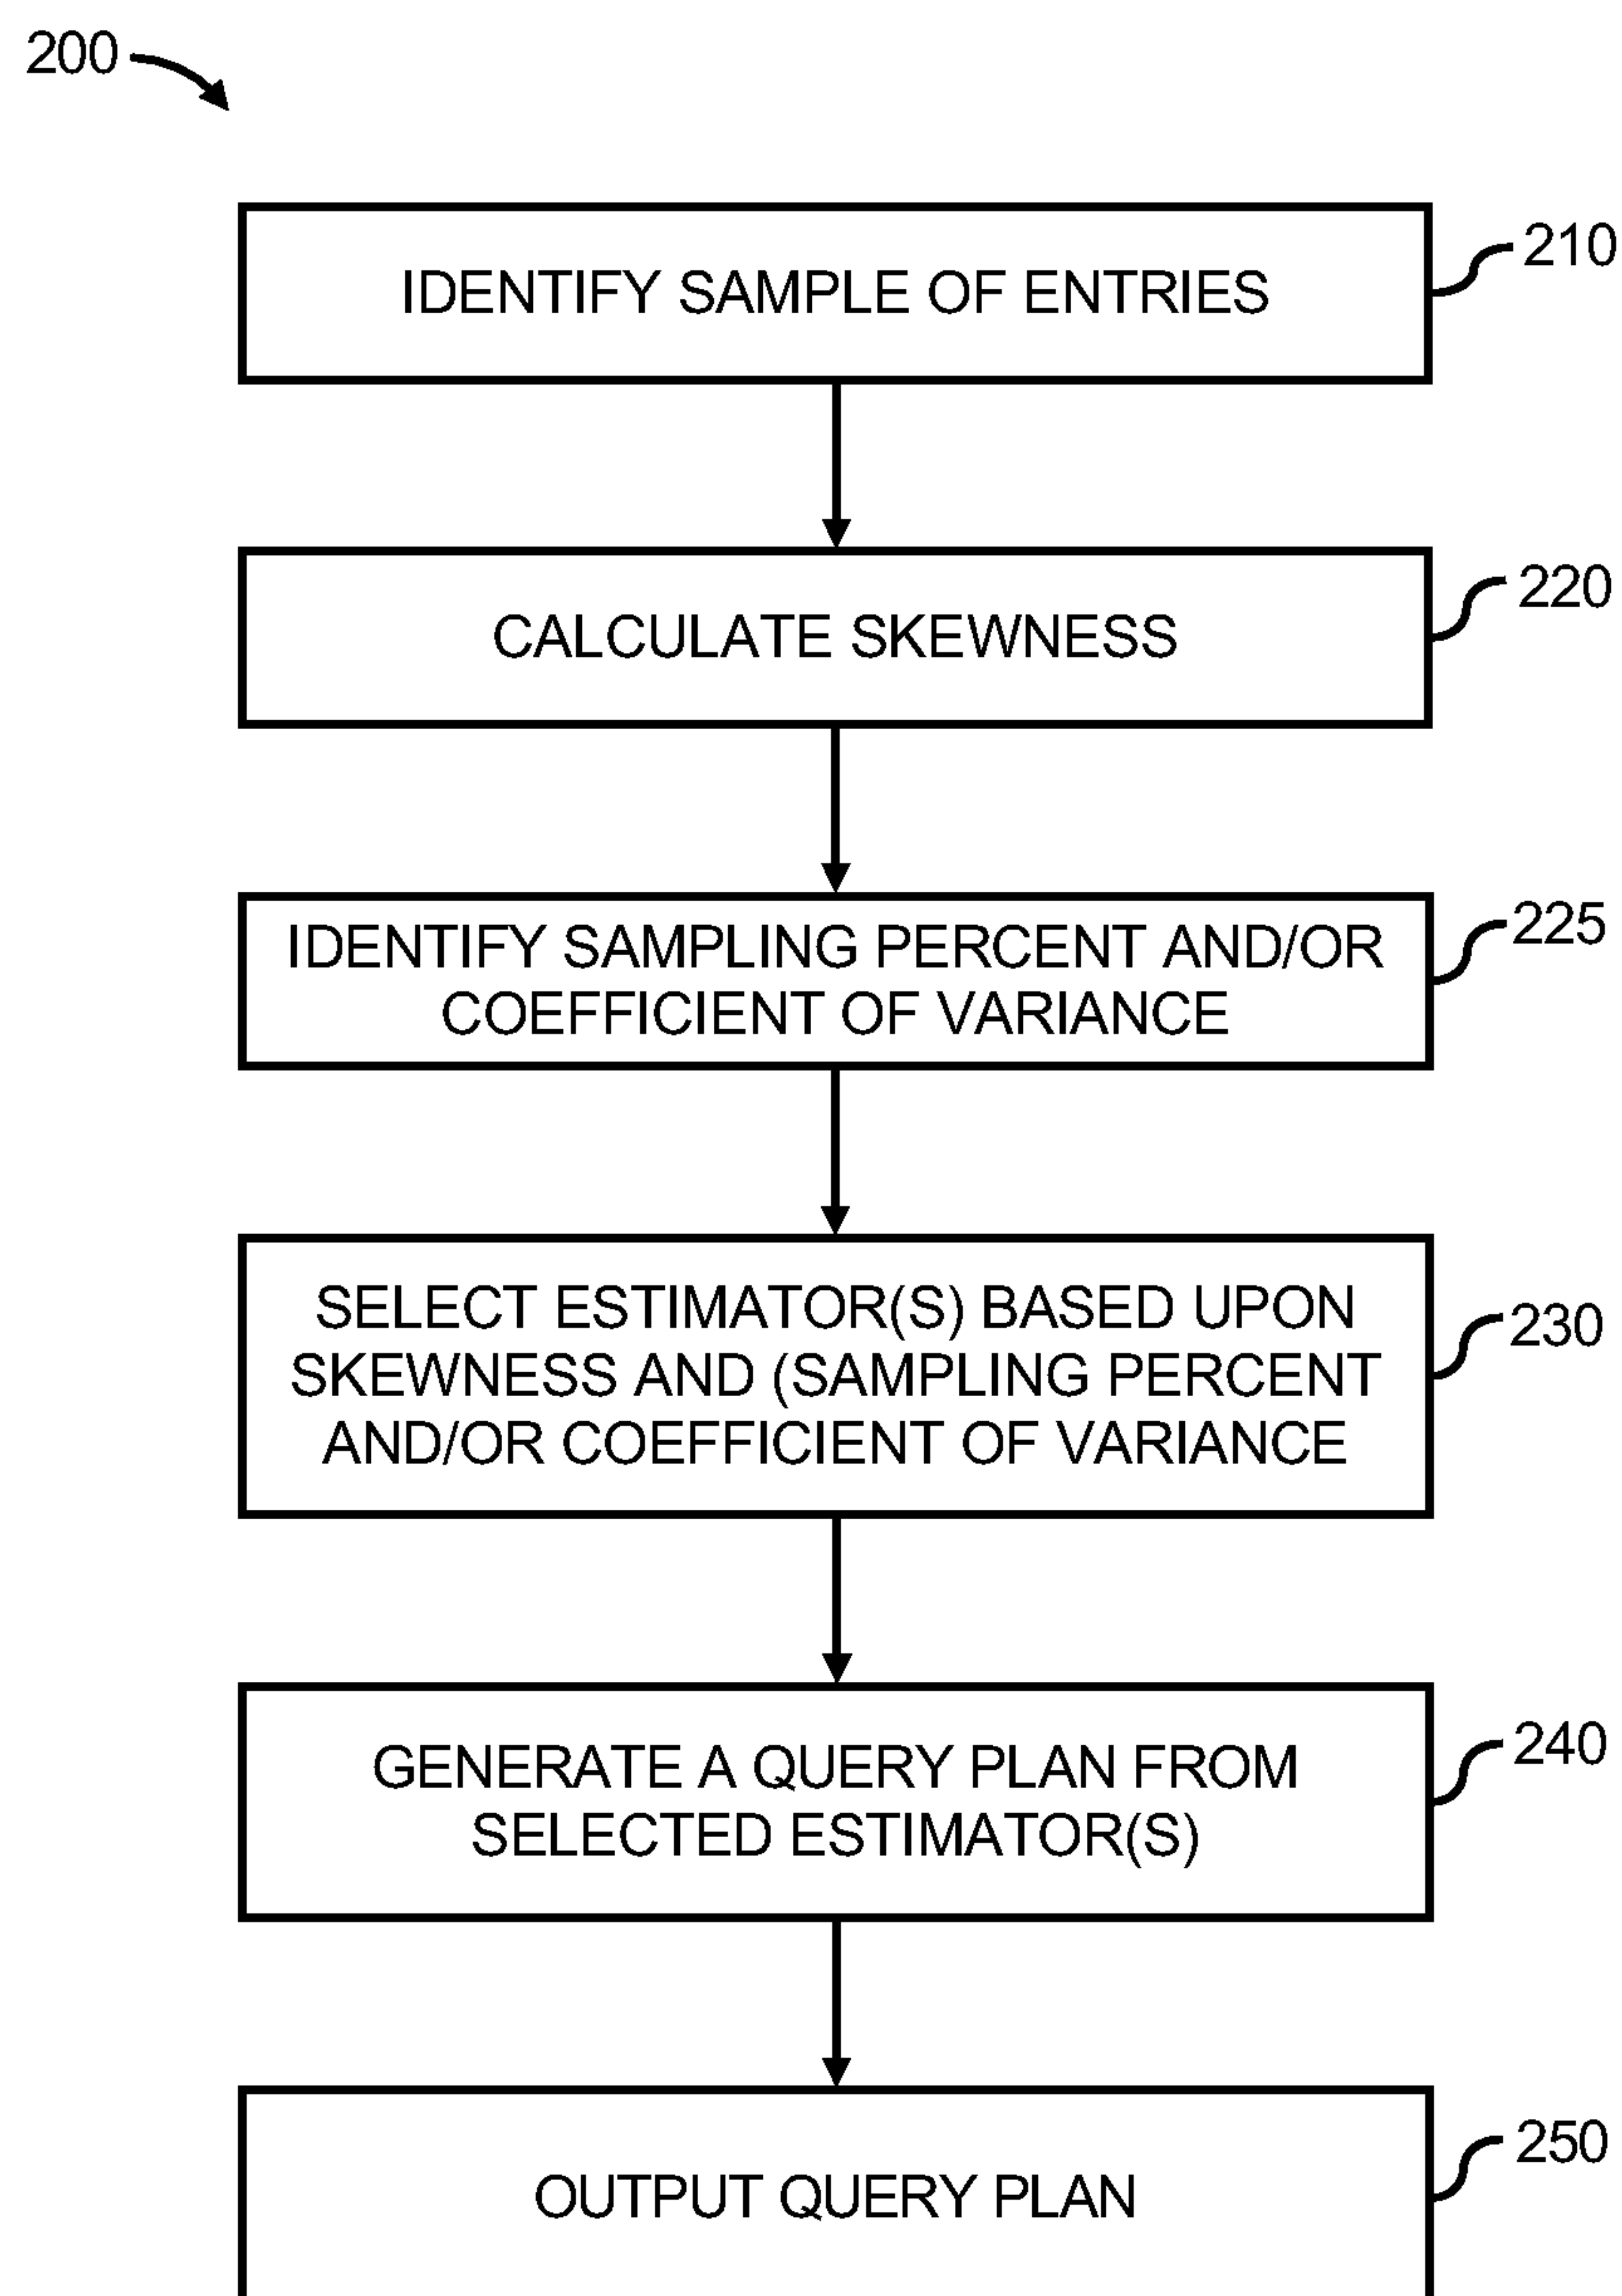 200
IDENTIFY SAMPLE OF ENTRIES
210
CALCULATE SKEWNESS
220
IDENTIFY SAMPLING PERCENT AND/OR
COEFFICIENT OF VARIANCE
225
SELECT ESTIMATOR(S) BASED UPON
SKEWNESS AND (SAMPLING PERCENT
AND/OR COEFFICIENT OF VARIANCE
230
GENERATE A QUERY PLAN FROM
SELECTED ESTIMATOR(S)
240
OUTPUT QUERY PLAN
250